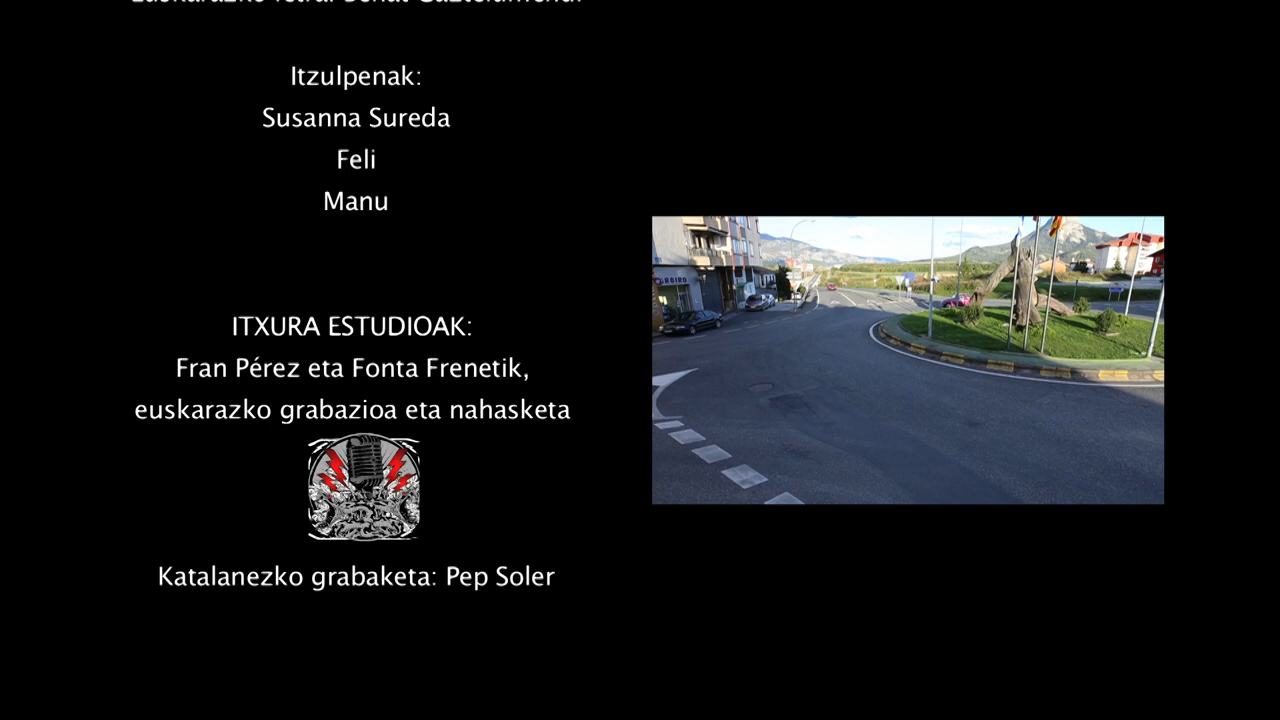 Itzulpenak:
Susanna Sureda
Feli
Manu
ITXURA ESTUDIOAK:
Fran Pérez eta Fonta Frenetik,
euskarazko grabazioa eta nahasketa
Katalanezko grabaketa: Pep Soler